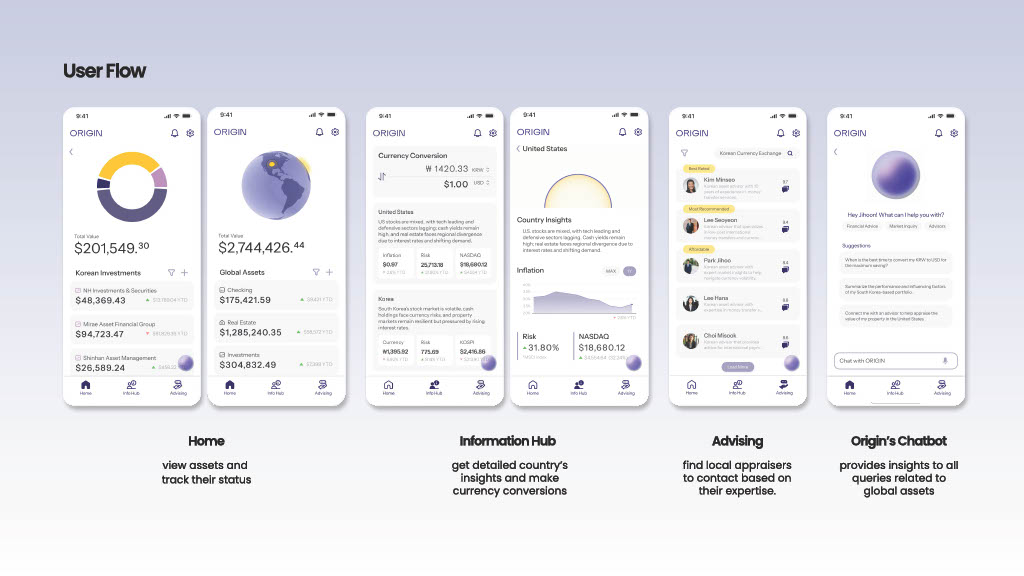 User Flow
9:41
ORIGIN
Total Value
$201,549.30
Korean Investments
NH Investments & Securities
$48,369.43
Mirae Asset Financial Group
$94,723.47
Shinhan Asset Management
$26,589.24
Home
Info Hub
Advising
9:41
ORIGIN
Total Value
$2,744,426.44
Global Assets
Checking
$175,421.59
Real Estate
$1,285,240.35
Investments
$304,832.49
Home
Info Hub
Advising
9:41
ORIGIN
Currency Conversion
₩ 1420.33 KRW
$1.00 USD
United States
US stocks are mixed, with tech leading and
defensive sectors lagging; cash yields remain
high, and real estate faces regional divergence
due to interest rates and shifting demand.
Inflation Risk NASDAQ
$0.97 25,713.18 $18,680.12
Korea
South Korea's stock market is volatile, cash
holdings face currency risks, and property
markets remain resilient but pressured by rising
interest rates.
Currency Risk KOSPI
₩1,395.92 775.69 $2,416.86
Home
Info Hub
Advising
9:41
ORIGIN
United States
Country Insights
U.S. stocks are mixed, with tech leading and
defensive sectors lagging. Cash yields remain
high; real estate faces regional divergence due to
interest rates and shifting demand.
Inflation
MAX
Risk
31.80%
NASDAQ
$18,680.12
Home
Info Hub
Advising
9:41
ORIGIN
Korean Currency Exchange
Best Rated
Kim Minseo
Most Recommended
Lee Seoyeon
Affordable
Park Jihoo
Lee Hana
Choi Misook
Load More
Home
Info Hub
Advising
9:41
ORIGIN
Hey Jihoon! What can I help you with?
Financial Advice
Market Inquiry
Advisors
Suggestions
What is the best time to convert my KRW to USD for
the maximum saving?
Summarize the performance and influencing factors
of my South Korea-based portfolio.
Connect me with an advisor to help appraise the
value of my property in the United States.
Chat with ORIGIN
Home
Info Hub
Advising
Home
view assets and
track their status
Information Hub
get detailed country's
insights and make
currency conversions
Advising
find local appraisers
to contact based on
their expertise.
Origin's Chatbot
provides insights to all
queries related to
global assets